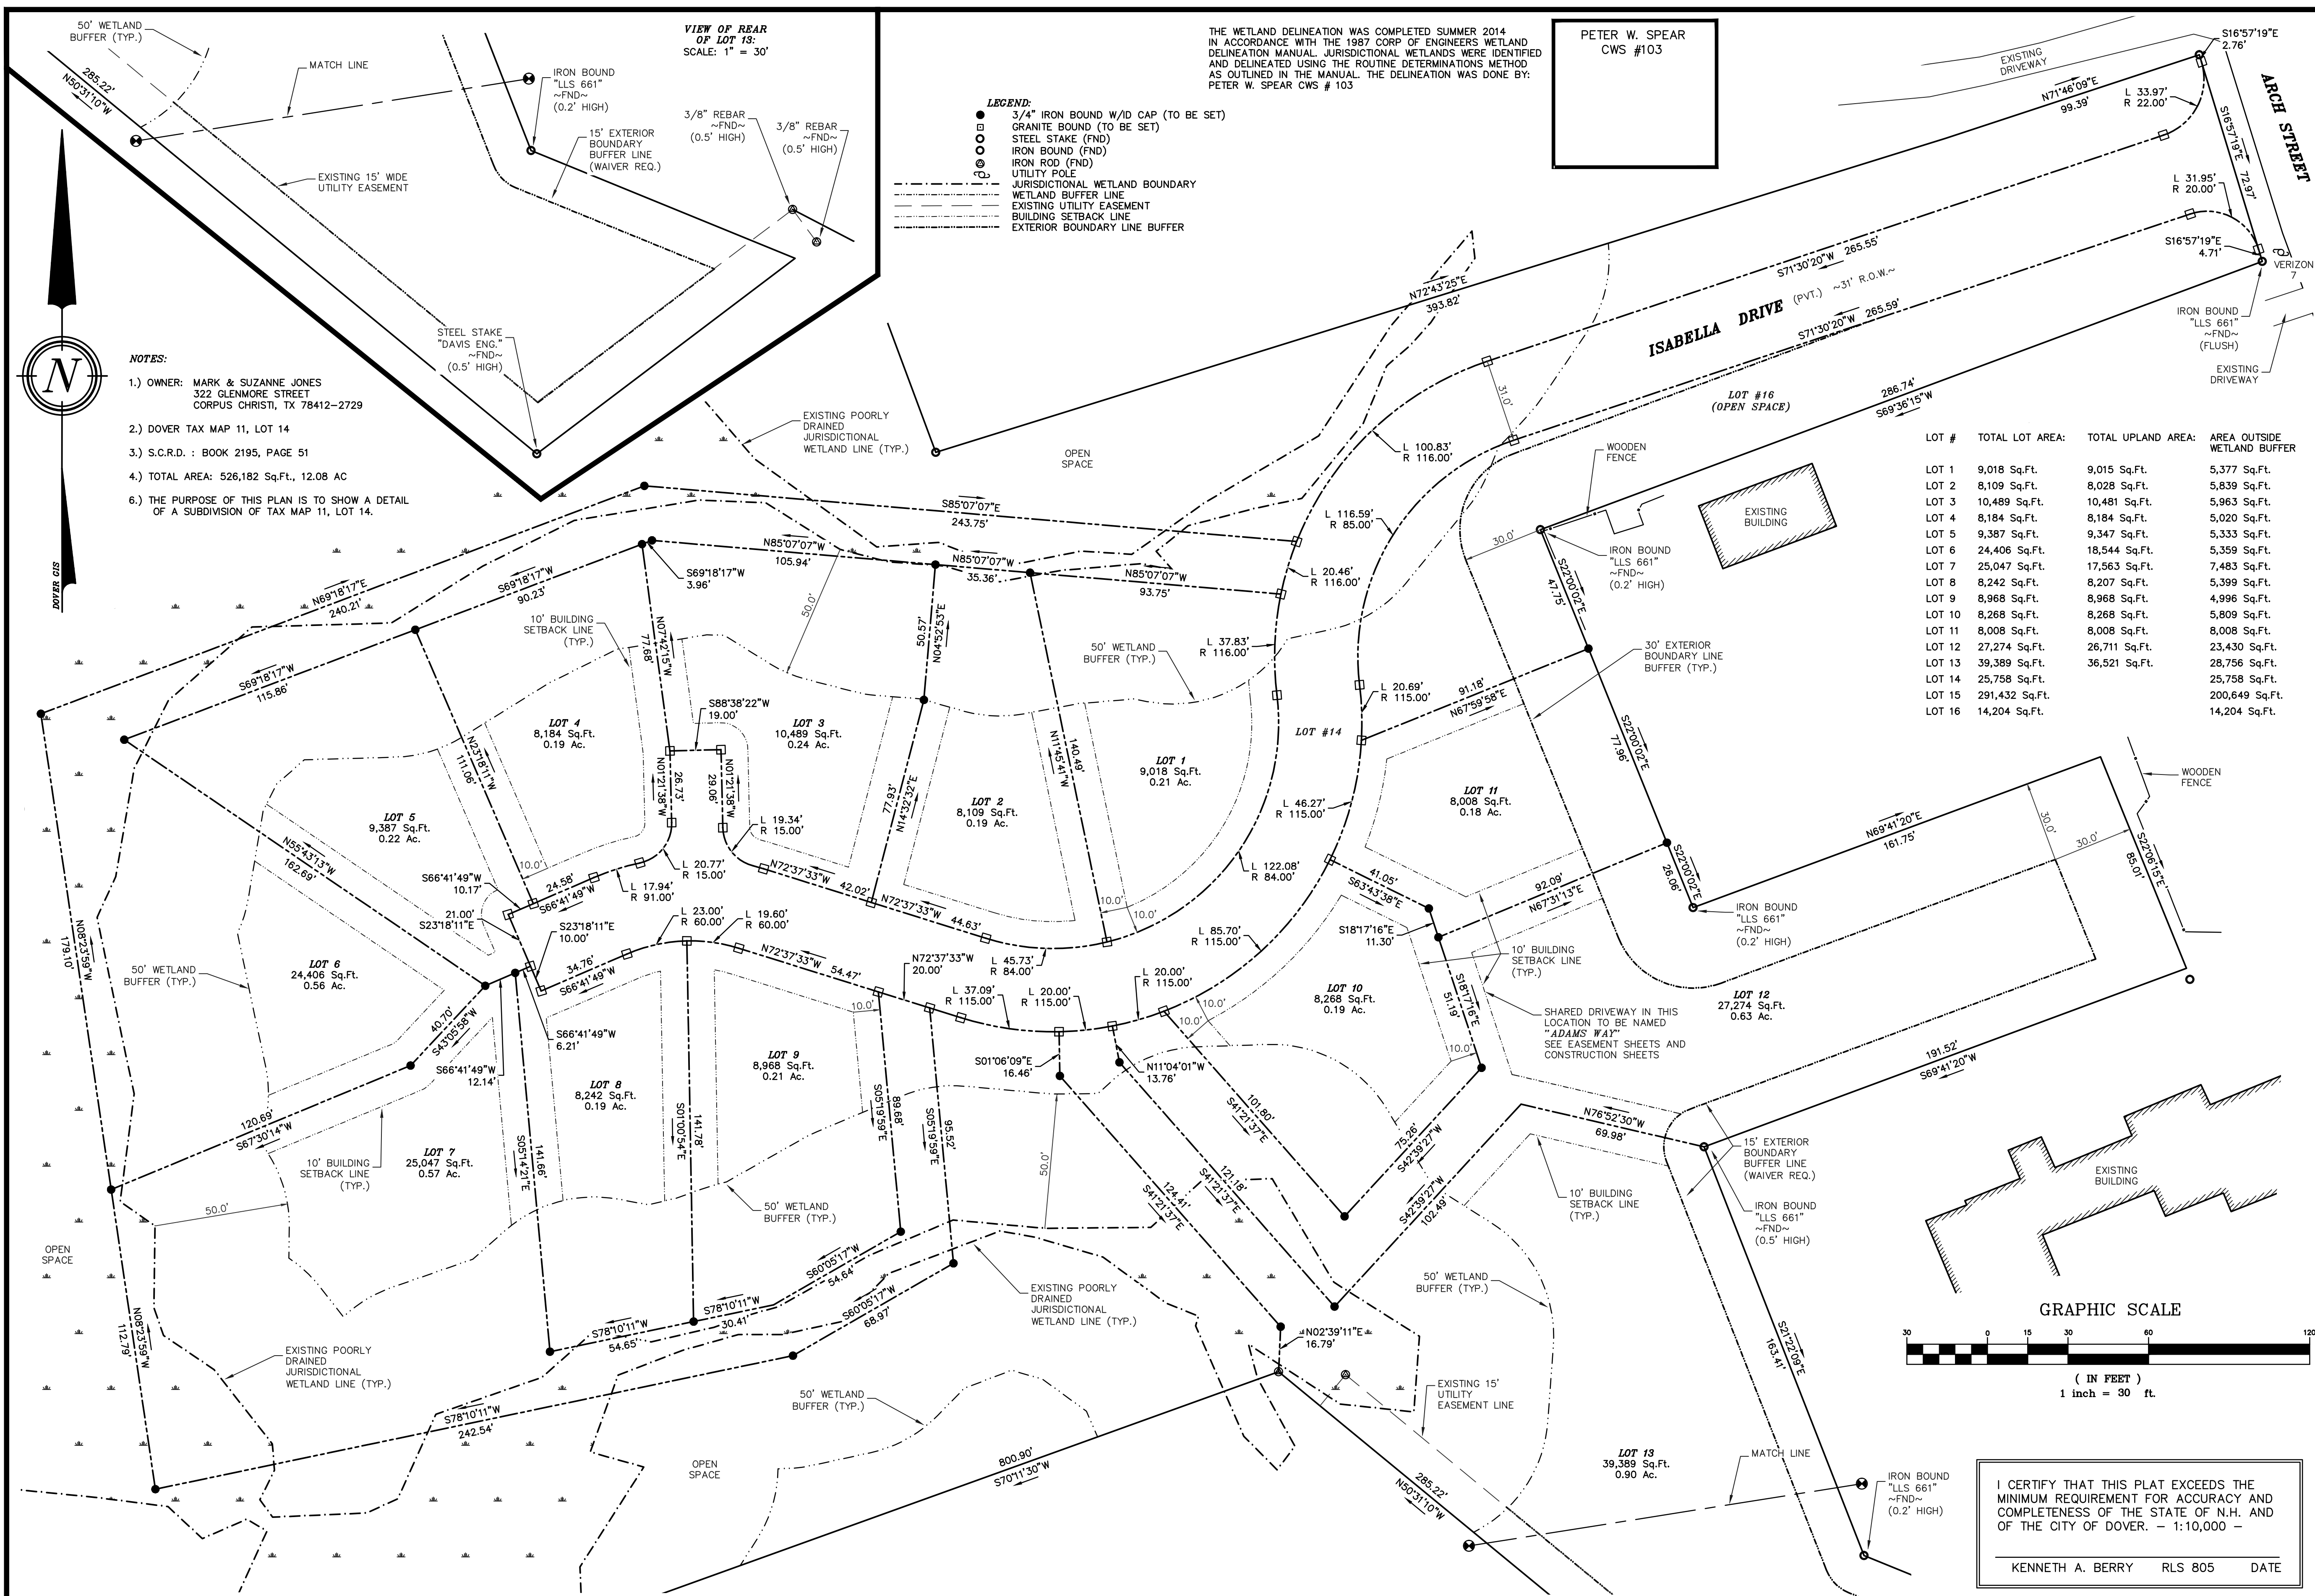 50' WETLAND
BUFFER (TYP.)
285.22'
N50°31'10"W
MATCH LINE
VIEW OF REAR
OF LOT 13:
SCALE: 1" = 30'
IRON BOUND
"LLS 661"
~FND~
(0.2' HIGH)
3/8" REBAR
~FND~
(0.5' HIGH)
3/8" REBAR
~FND~
(0.5' HIGH)
15' EXTERIOR
BOUNDARY
BUFFER LINE
(WAIVER REQ.)
EXISTING 15' WIDE
UTILITY EASEMENT
STEEL STAKE
"DAVIS ENG."
~FND~
(0.5' HIGH)
N
DOVER GIS
NOTES:
1.) OWNER: MARK & SUZANNE JONES
322 GLENMORE STREET
CORPUS CHRISTI, TX 78412-2729
2.) DOVER TAX MAP 11, LOT 14
3.) S.C.R.D. : BOOK 2195, PAGE 51
4.) TOTAL AREA: 526,182 Sq.Ft., 12.08 AC
6.) THE PURPOSE OF THIS PLAN IS TO SHOW A DETAIL
OF A SUBDIVISION OF TAX MAP 11, LOT 14.
THE WETLAND DELINEATION WAS COMPLETED SUMMER 2014
IN ACCORDANCE WITH THE 1987 CORP OF ENGINEERS WETLAND
DELINEATION MANUAL. JURISDICTIONAL WETLANDS WERE IDENTIFIED
AND DELINEATED USING THE ROUTINE DETERMINATIONS METHOD
AS OUTLINED IN THE MANUAL. THE DELINEATION WAS DONE BY:
PETER W. SPEAR CWS # 103
PETER W. SPEAR
CWS #103
LEGEND:
3/4" IRON BOUND W/ID CAP (TO BE SET)
GRANITE BOUND (TO BE SET)
STEEL STAKE (FND)
IRON BOUND (FND)
IRON ROD (FND)
UTILITY POLE
JURISDICTIONAL WETLAND BOUNDARY
WETLAND BUFFER LINE
EXISTING UTILITY EASEMENT
BUILDING SETBACK LINE
EXTERIOR BOUNDARY LINE BUFFER
EXISTING
DRIVEWAY
S16°57'19"E
2.76'
ARCH STREET
N71°46'09"E
99.39'
L 33.97'
R 22.00'
S16°57'19"E 72.97'
L 31.95'
R 20.00'
S16°57'19"E
4.71'
VERIZON
7
IRON BOUND
"LLS 661"
~FND~
(FLUSH)
EXISTING
DRIVEWAY
N72°43'25"E
393.82'
S71°30'20"W 265.55'
ISABELLA DRIVE (PVT.) ~31' R.O.W.~
S71°30'20"W 265.59'
31.0'
LOT #16
(OPEN SPACE)
286.74'
S69°36'15"W
EXISTING POORLY
DRAINED
JURISDICTIONAL
WETLAND LINE (TYP.)
OPEN
SPACE
L 100.83'
R 116.00'
WOODEN
FENCE
L 116.59'
R 85.00'
30.0'
EXISTING
BUILDING
IRON BOUND
"LLS 661"
~FND~
(0.2' HIGH)
LOT # TOTAL LOT AREA: TOTAL UPLAND AREA: AREA OUTSIDE
WETLAND BUFFER
LOT 1 9,018 Sq.Ft. 9,015 Sq.Ft. 5,377 Sq.Ft.
LOT 2 8,109 Sq.Ft. 8,028 Sq.Ft. 5,839 Sq.Ft.
LOT 3 10,489 Sq.Ft. 10,481 Sq.Ft. 5,963 Sq.Ft.
LOT 4 8,184 Sq.Ft. 8,184 Sq.Ft. 5,020 Sq.Ft.
LOT 5 9,387 Sq.Ft. 9,347 Sq.Ft. 5,333 Sq.Ft.
LOT 6 24,406 Sq.Ft. 18,544 Sq.Ft. 5,359 Sq.Ft.
LOT 7 25,047 Sq.Ft. 17,563 Sq.Ft. 7,483 Sq.Ft.
LOT 8 8,242 Sq.Ft. 8,207 Sq.Ft. 5,399 Sq.Ft.
LOT 9 8,968 Sq.Ft. 8,968 Sq.Ft. 4,996 Sq.Ft.
LOT 10 8,268 Sq.Ft. 8,268 Sq.Ft. 5,809 Sq.Ft.
LOT 11 8,008 Sq.Ft. 8,008 Sq.Ft. 8,008 Sq.Ft.
LOT 12 27,274 Sq.Ft. 26,711 Sq.Ft. 23,430 Sq.Ft.
LOT 13 39,389 Sq.Ft. 36,521 Sq.Ft. 28,756 Sq.Ft.
LOT 14 25,758 Sq.Ft. 25,758 Sq.Ft.
LOT 15 291,432 Sq.Ft. 200,649 Sq.Ft.
LOT 16 14,204 Sq.Ft. 14,204 Sq.Ft.
S85°07'07"E
243.75'
N85°07'07"W
105.94'
N85°07'07"W
35.36'
N85°07'07"W
93.75'
S69°18'17"W
3.96'
S69°18'17"W
90.23'
N69°18'17"E
240.21'
S69°18'17"W
115.86'
10' BUILDING
SETBACK LINE
(TYP.)
N07°42'15"W
77.68'
50.0'
50.57'
N04°52'53"E
L 20.46'
R 116.00'
L 37.83'
R 116.00'
50' WETLAND
BUFFER (TYP.)
S22°00'02"E
47.75'
30' EXTERIOR
BOUNDARY LINE
BUFFER (TYP.)
L 20.69'
R 115.00'
91.18'
N67°59'58"E
S22°00'02"E
77.96'
LOT #14
S88°38'22"W
19.00'
LOT 4
8,184 Sq.Ft.
0.19 Ac.
LOT 3
10,489 Sq.Ft.
0.24 Ac.
N23°18'11"W
111.06'
N01°21'38"W
26.73'
29.06'
N01°21'38"W
77.93'
N14°32'32"E
N11°45'41"W
140.49'
LOT 1
9,018 Sq.Ft.
0.21 Ac.
LOT 2
8,109 Sq.Ft.
0.19 Ac.
LOT 11
8,008 Sq.Ft.
0.18 Ac.
WOODEN
FENCE
LOT 5
9,387 Sq.Ft.
0.22 Ac.
L 19.34'
R 15.00'
L 20.77'
R 15.00'
L 46.27'
R 115.00'
L 122.08'
R 84.00'
N69°41'20"E
161.75'
30.0'
30.0'
S22°06'15"E
85.01'
N55°43'13"W
162.69'
10.0'
S66°41'49"W
10.17'
24.58'
S66°41'49"W
L 17.94'
R 91.00'
N72°37'33"W
42.02'
N72°37'33"W
44.63'
10.0'
10.0'
41.05'
S63°43'38"E
92.09'
N67°31'13"E
S22°00'02"E
26.06'
IRON BOUND
"LLS 661"
~FND~
(0.2' HIGH)
21.00'
S23°18'11"E
S23°18'11"E
10.00'
L 23.00'
R 60.00'
L 19.60'
R 60.00'
L 85.70'
R 115.00'
S18°17'16"E
11.30'
10' BUILDING
SETBACK LINE
(TYP.)
N08°23'59"W
179.10'
50' WETLAND
BUFFER (TYP.)
LOT 6
24,406 Sq.Ft.
0.56 Ac.
34.76'
S66°41'49"W
N72°37'33"W
54.47'
N72°37'33"W
20.00'
L 45.73'
R 84.00'
L 37.09'
R 115.00'
L 20.00'
R 115.00'
L 20.00'
R 115.00'
10.0'
10.0'
10.0'
LOT 10
8,268 Sq.Ft.
0.19 Ac.
S18°17'16"E
51.19'
10.0'
LOT 12
27,274 Sq.Ft.
0.63 Ac.
SHARED DRIVEWAY IN THIS
LOCATION TO BE NAMED
"ADAMS WAY"
SEE EASEMENT SHEETS AND
CONSTRUCTION SHEETS
40.70'
S43°05'58"W
S66°41'49"W
6.21'
S66°41'49"W
12.14'
LOT 9
8,968 Sq.Ft.
0.21 Ac.
LOT 8
8,242 Sq.Ft.
0.19 Ac.
S01°06'09"E
16.46'
N11°04'01"W
13.76'
191.52'
S69°41'20"W
120.69'
S67°30'14"W
LOT 7
25,047 Sq.Ft.
0.57 Ac.
10' BUILDING
SETBACK LINE
(TYP.)
S05°14'21"E
141.66'
S01°00'54"E
141.78'
S05°19'59"E
89.68'
S05°19'59"E
95.52'
101.80'
S41°21'37"E
75.26'
S42°39'27"W
N76°52'30"W
69.98'
15' EXTERIOR
BOUNDARY
BUFFER LINE
(WAIVER REQ.)
EXISTING
BUILDING
50.0'
50' WETLAND
BUFFER (TYP.)
50.0'
124.41'
S41°21'37"E
121.18'
S41°21'37"E
S42°39'27"W
102.49'
10' BUILDING
SETBACK LINE
(TYP.)
IRON BOUND
"LLS 661"
~FND~
(0.5' HIGH)
OPEN
SPACE
S60°05'17"W
54.64'
S60°05'17"W
68.97'
EXISTING POORLY
DRAINED
JURISDICTIONAL
WETLAND LINE (TYP.)
50' WETLAND
BUFFER (TYP.)
S78°10'11"W
30.41'
S78°10'11"W
54.65'
N08°23'59"W
112.79'
EXISTING POORLY
DRAINED
JURISDICTIONAL
WETLAND LINE (TYP.)
N02°39'11"E
16.79'
S21°22'09"E
163.41'
GRAPHIC SCALE
30 0 15 30 60 120
( IN FEET )
1 inch = 30 ft.
50' WETLAND
BUFFER (TYP.)
EXISTING 15'
UTILITY
EASEMENT LINE
S78°10'11"W
242.54'
OPEN
SPACE
800.90'
S70°11'30"W
LOT 13
39,389 Sq.Ft.
0.90 Ac.
MATCH LINE
285.22'
N50°31'10"W
IRON BOUND
"LLS 661"
~FND~
(0.2' HIGH)
I CERTIFY THAT THIS PLAT EXCEEDS THE
MINIMUM REQUIREMENT FOR ACCURACY AND
COMPLETENESS OF THE STATE OF N.H. AND
OF THE CITY OF DOVER. - 1:10,000 -
KENNETH A. BERRY RLS 805 DATE